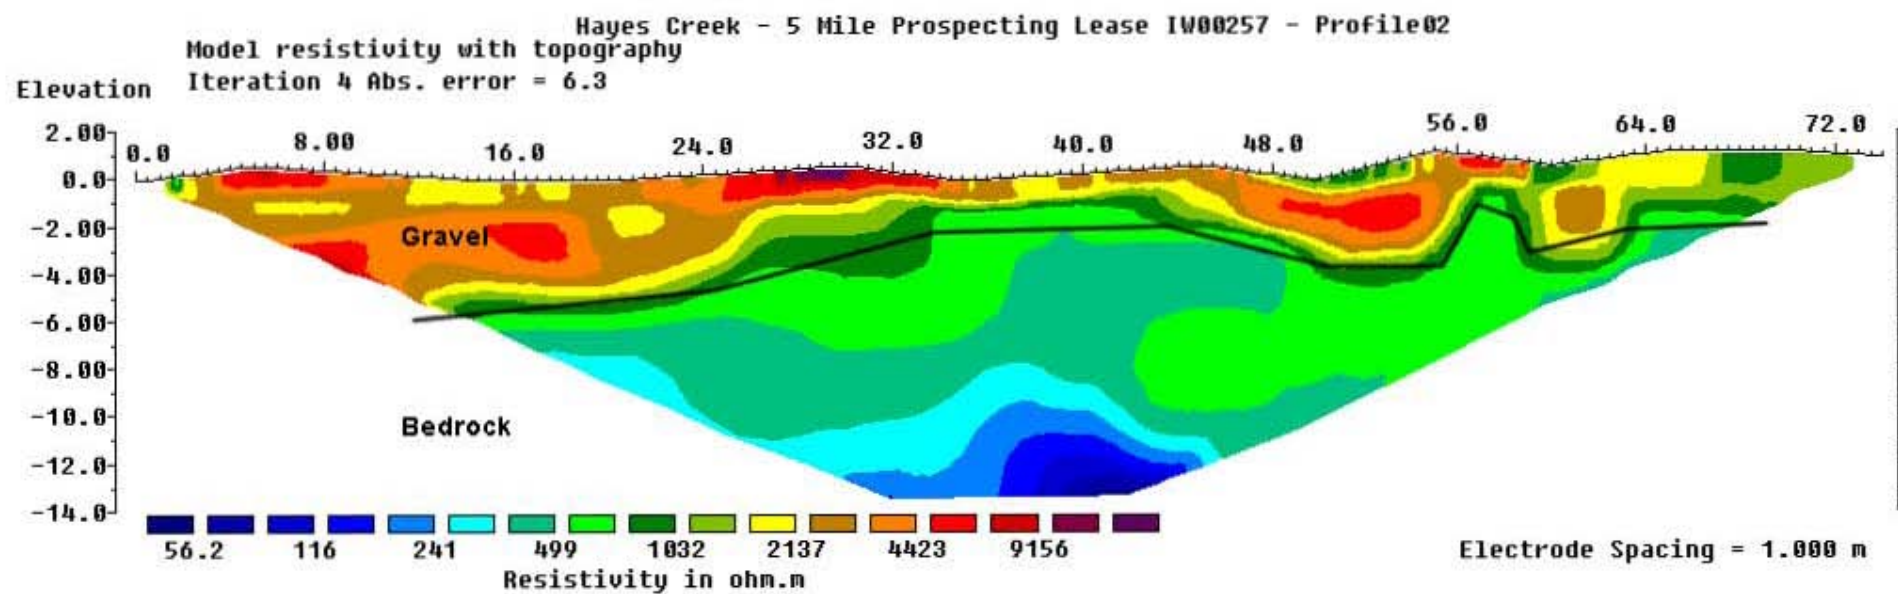 Hayes Creek - 5 Mile Prospecting Lease IW00257 - Profile02
Model resistivity with topography
Iteration 4 Abs. error = 6.3
Elevation
0.0 8.00 16.0 24.0 32.0 40.0 48.0 56.0 64.0 72.0
2.00
0.0
-2.00
-4.00
-6.00
-8.00
-10.0
-12.0
-14.0
Gravel
Bedrock
56.2 116 241 499 1032 2137 4423 9156
Resistivity in ohm.m
Electrode Spacing = 1.000 m